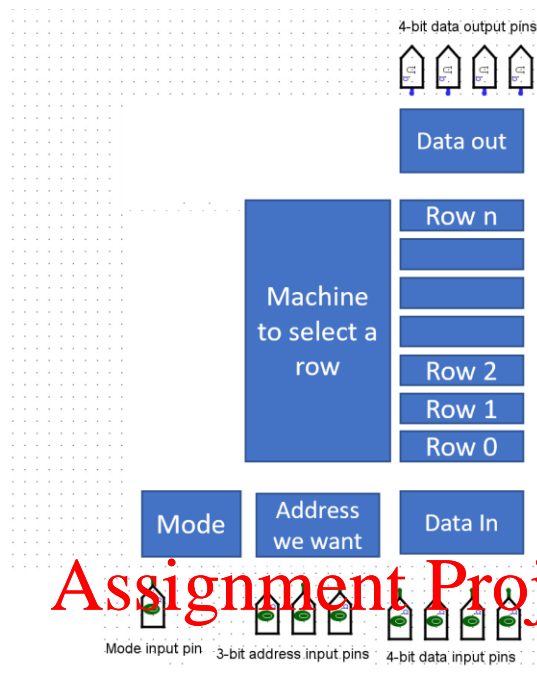 4-bit data output pins
Data out
Row n
Machine
to select a
row
Row 2
Row 1
Row 0
Mode
Address
we want
Data In
Assignment Proj
Mode input pin
3-bit address input pins
4-bit data input pins